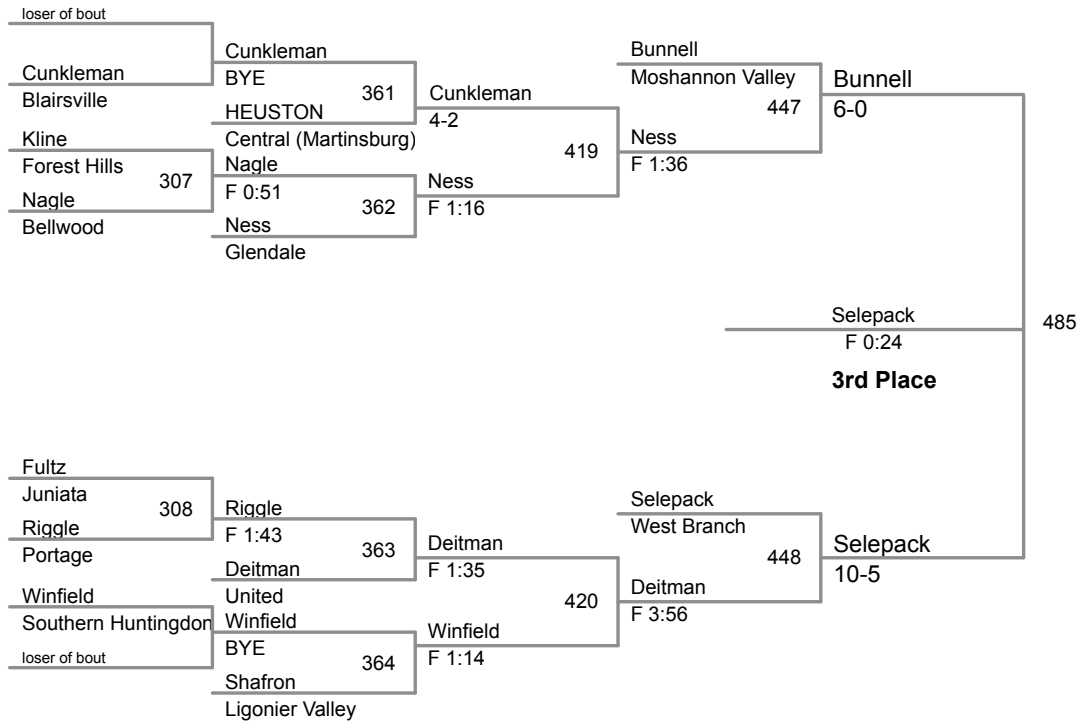 loser of bout
Cunkleman
Blairsville
Kline
Forest Hills
307
Nagle
Bellwood
Cunkleman
BYE
361
HEUSTON
Central (Martinsburg)
Nagle
F 0:51
362
Ness
Glendale
Cunkleman
4-2
419
Ness
F 1:16
Bunnell
Moshannon Valley
447
Ness
F 1:36
Bunnell
6-0
Selepack
F 0:24
3rd Place
485
Fultz
Juniata
308
Riggle
Portage
Winfield
Southern Huntingdon
loser of bout
Riggle
F 1:43
363
Deitman
United
Winfield
BYE
364
Shafron
Ligonier Valley
Deitman
F 1:35
420
Winfield
F 1:14
Selepack
West Branch
448
Deitman
F 3:56
Selepack
10-5